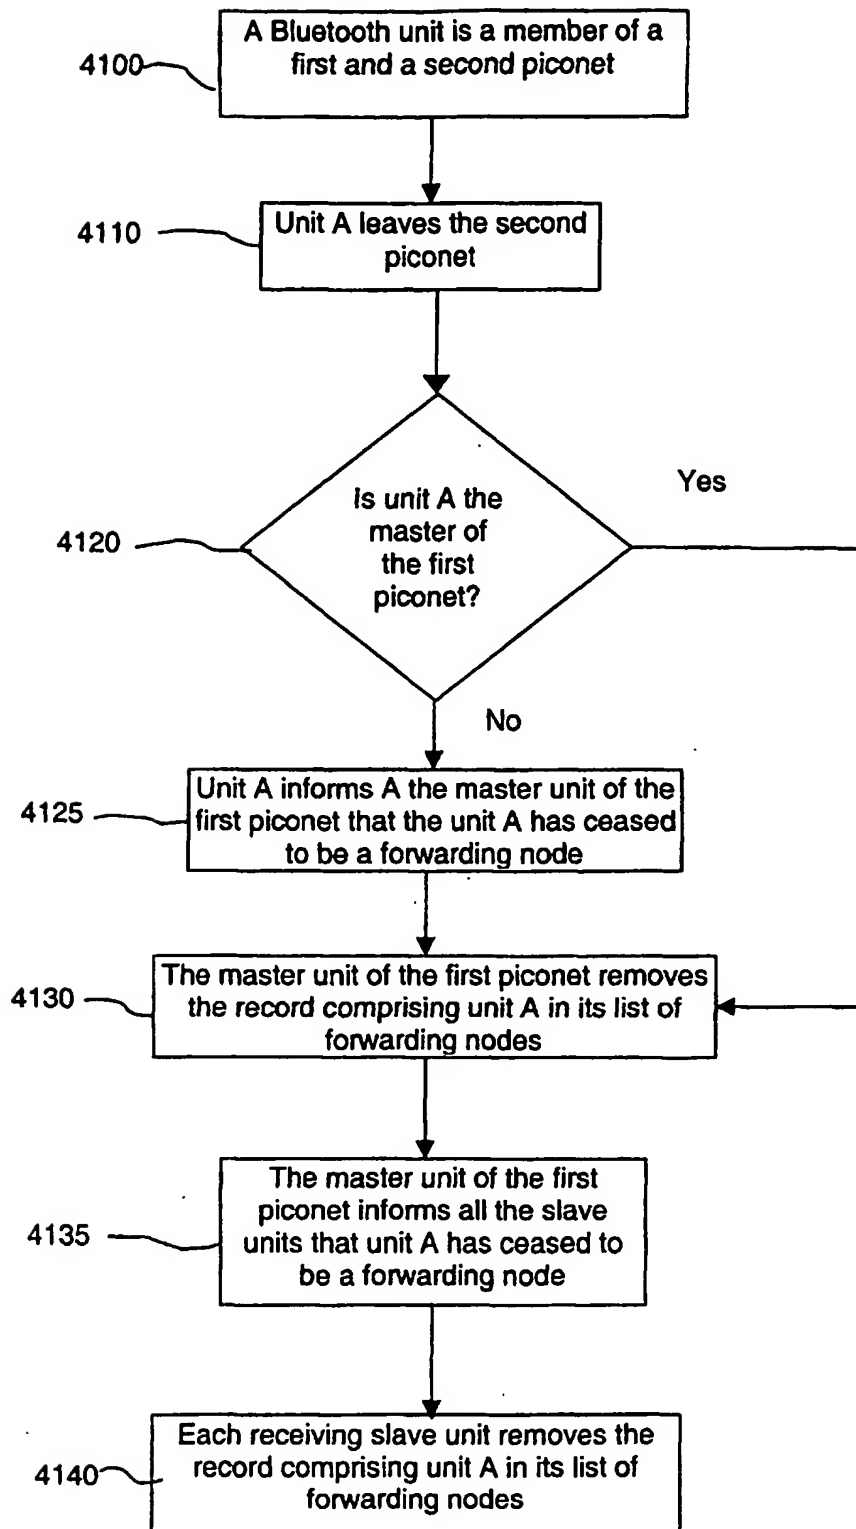 A Bluetooth unit is a member of a
first and a second piconet
4100
Unit A leaves the second
piconet
4110
Is unit A the
master of
the first
piconet?
4120
Yes
No
Unit A informs A the master unit of the
first piconet that the unit A has ceased
to be a forwarding node
4125
The master unit of the first piconet removes
the record comprising unit A in its list of
forwarding nodes
4130
The master unit of the first
piconet informs all the slave
units that unit A has ceased to
be a forwarding node
4135
Each receiving slave unit removes the
record comprising unit A in its list of
forwarding nodes
4140